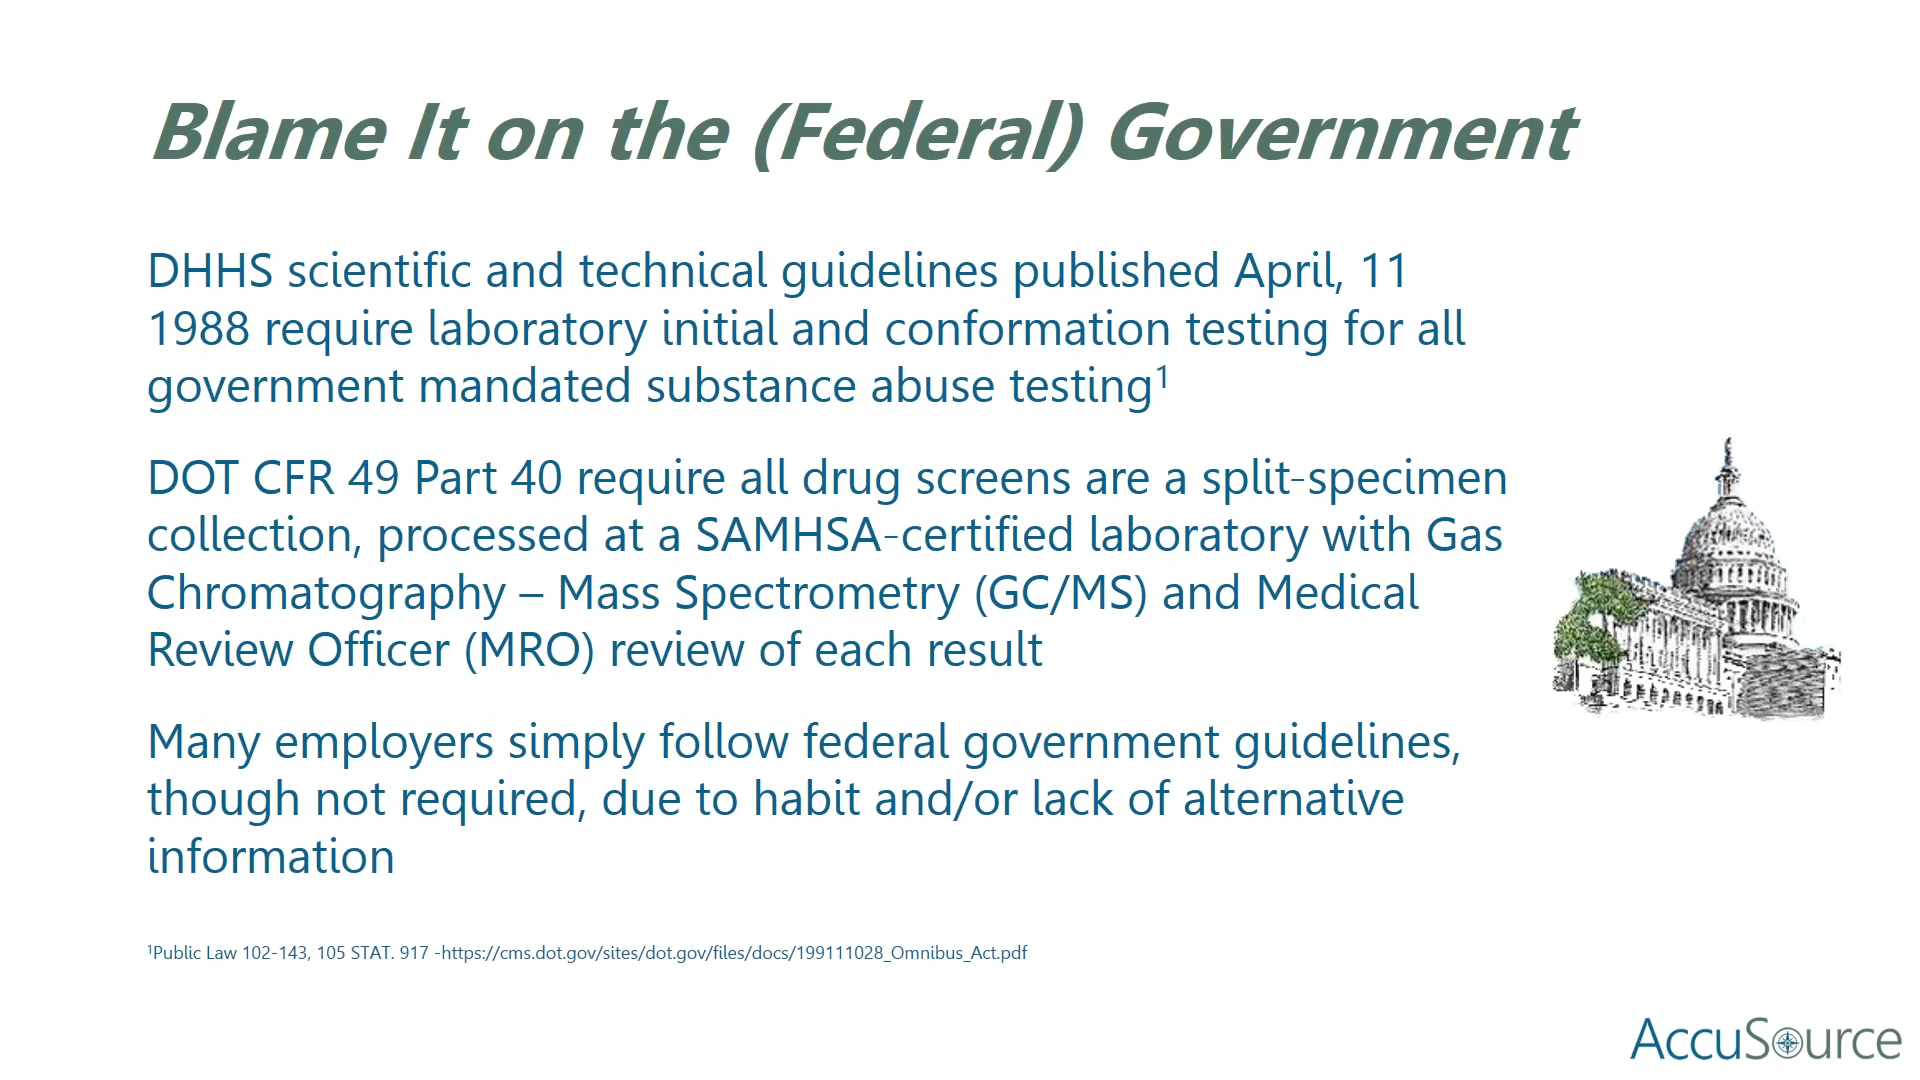 Blame It on the (Federal) Government
DHHS scientific and technical guidelines published April, 11
1988 require laboratory initial and conformation testing for all
government mandated substance abuse testing¹
DOT CFR 49 Part 40 require all drug screens are a split-specimen
collection, processed at a SAMHSA-certified laboratory with Gas
Chromatography – Mass Spectrometry (GC/MS) and Medical
Review Officer (MRO) review of each result
Many employers simply follow federal government guidelines,
though not required, due to habit and/or lack of alternative
information
¹Public Law 102-143, 105 STAT. 917 -https://cms.dot.gov/sites/dot.gov/files/docs/199111028_Omnibus_Act.pdf
AccuSource